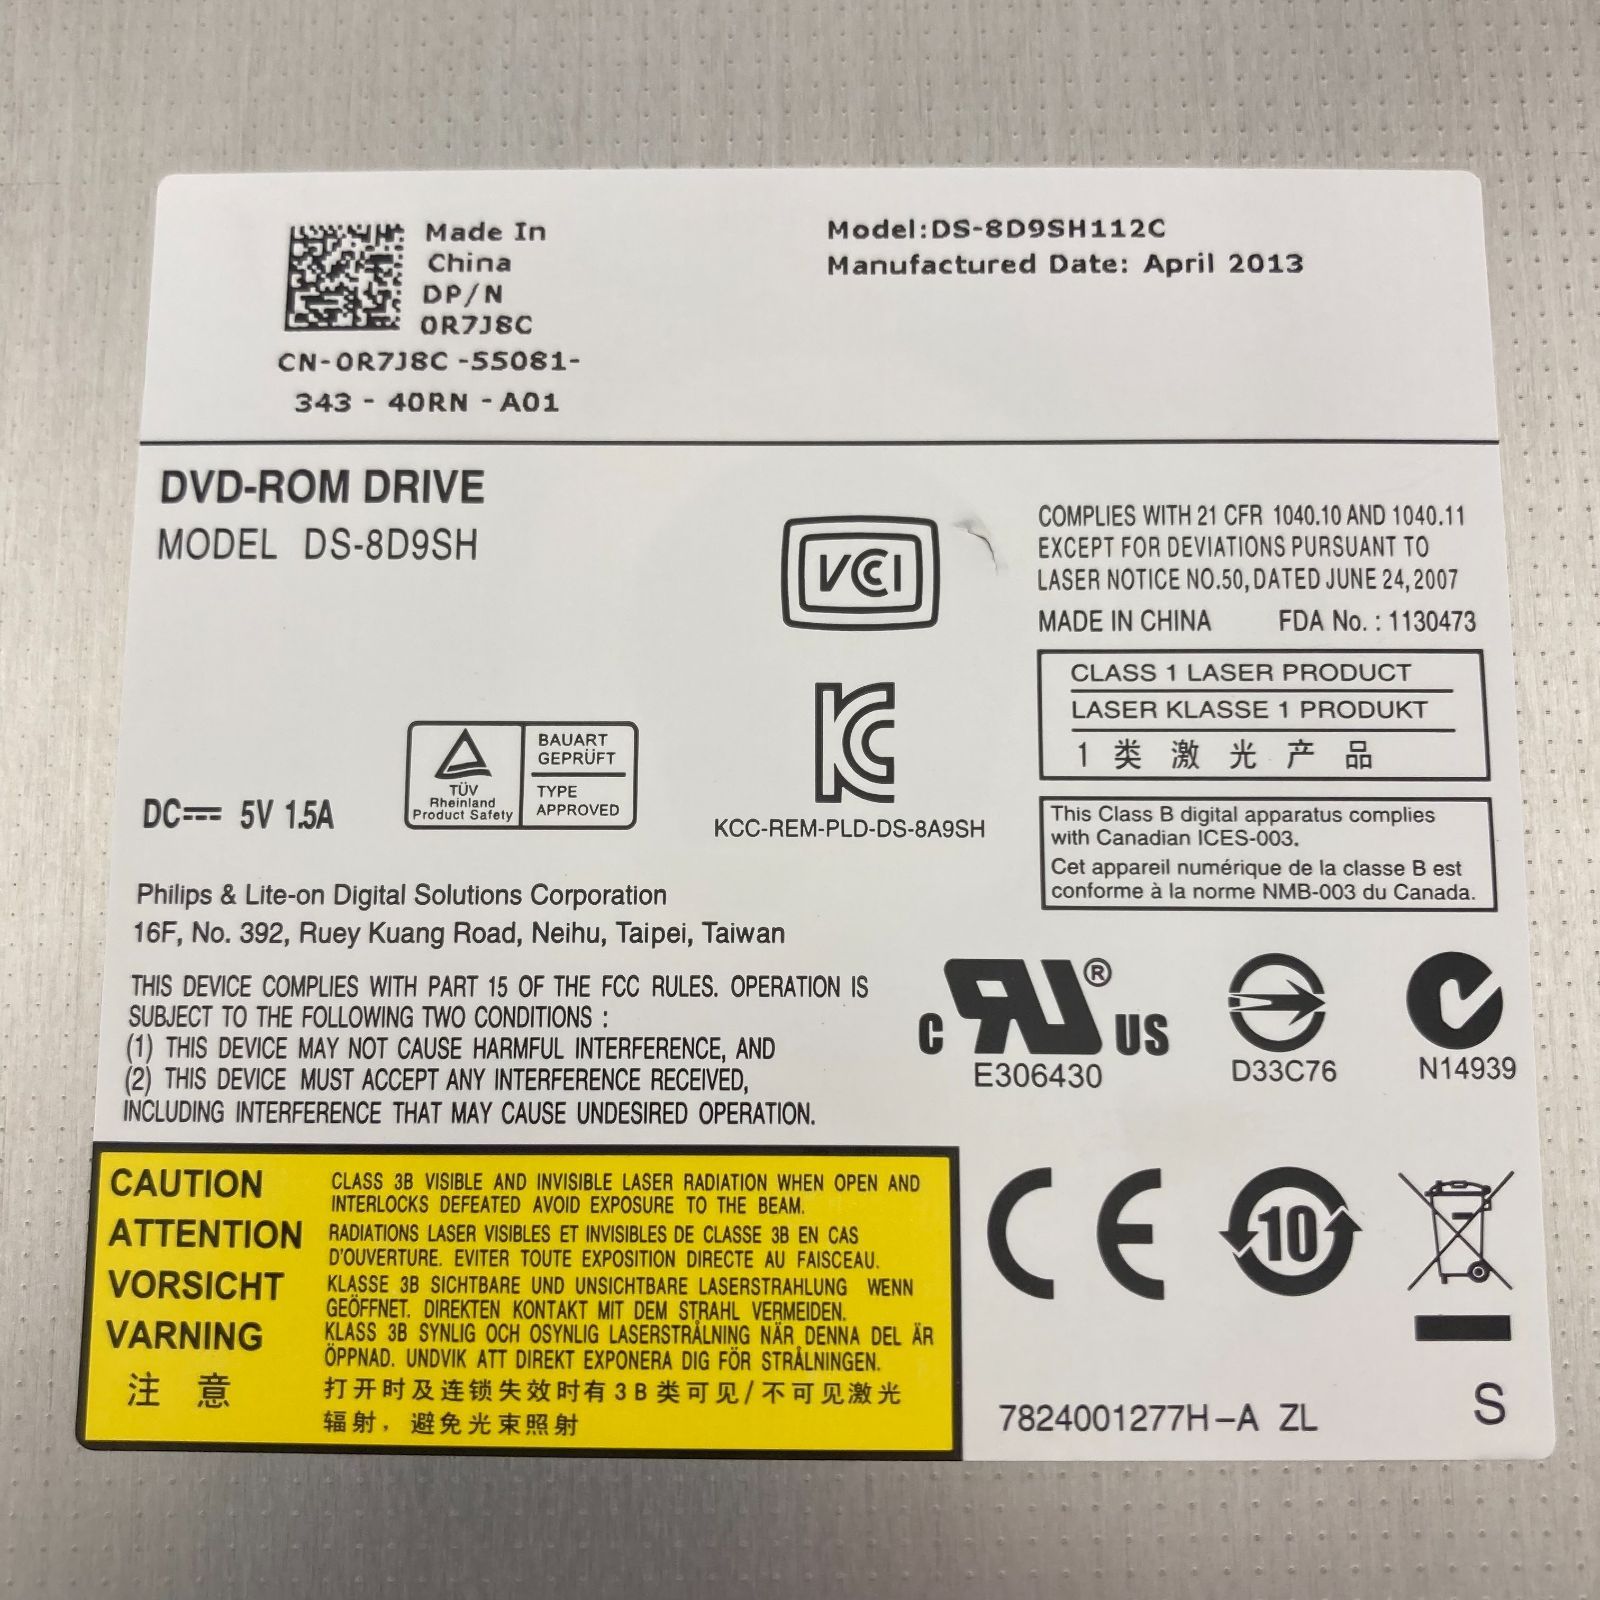 Made In
China
DP/N
0R7J8C
CN-0R7J8C -55081-
343 - 40RN - A01
Model:DS-8D9SH112C
Manufactured Date: April 2013
DVD-ROM DRIVE
MODEL DS-8D9SH
VCCI
COMPLIES WITH 21 CFR 1040.10 AND 1040.11
EXCEPT FOR DEVIATIONS PURSUANT TO
LASER NOTICE NO.50, DATED JUNE 24, 2007
MADE IN CHINA FDA No. : 1130473
CLASS 1 LASER PRODUCT
LASER KLASSE 1 PRODUKT
1 类 激 光 产 品
DC 5V 1.5A
TÜV
Rheinland
Product Safety
BAUART
GEPRÜFT
TYPE
APPROVED
KC
KCC-REM-PLD-DS-8A9SH
This Class B digital apparatus complies
with Canadian ICES-003.
Cet appareil numérique de la classe B est
conforme à la norme NMB-003 du Canada.
Philips & Lite-on Digital Solutions Corporation
16F, No. 392, Ruey Kuang Road, Neihu, Taipei, Taiwan
THIS DEVICE COMPLIES WITH PART 15 OF THE FCC RULES. OPERATION IS
SUBJECT TO THE FOLLOWING TWO CONDITIONS :
(1) THIS DEVICE MAY NOT CAUSE HARMFUL INTERFERENCE, AND
(2) THIS DEVICE MUST ACCEPT ANY INTERFERENCE RECEIVED,
INCLUDING INTERFERENCE THAT MAY CAUSE UNDESIRED OPERATION.
C RU ® US
E306430
D33C76
N14939
CAUTION
ATTENTION
VORSICHT
VARNING
注 意
CLASS 3B VISIBLE AND INVISIBLE LASER RADIATION WHEN OPEN AND
INTERLOCKS DEFEATED AVOID EXPOSURE TO THE BEAM.
RADIATIONS LASER VISIBLES ET INVISIBLES DE CLASSE 3B EN CAS
D'OUVERTURE. EVITER TOUTE EXPOSITION DIRECTE AU FAISCEAU.
KLASSE 3B SICHTBARE UND UNSICHTBARE LASERSTRAHLUNG WENN
GEÖFFNET. DIREKTEN KONTAKT MIT DEM STRAHL VERMEIDEN.
KLASS 3B SYNLIG OCH OSYNLIG LASERSTRÅLNING NÄR DENNA DEL ÄR
ÖPPNAD. UNDVIK ATT DIREKT EXPONERA DIG FÖR STRÅLNINGEN.
打开时及连锁失效时有3B类可见/不可见激光
辐射，避免光束照射
CE
10
7824001277H-A ZL
S